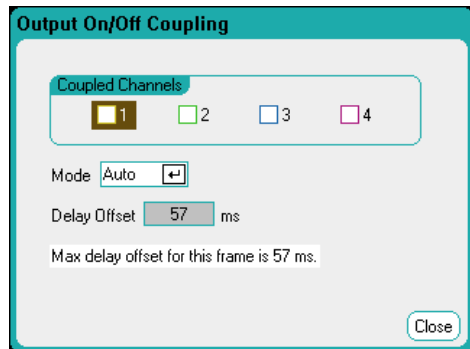 Output On/Off Coupling
Coupled Channels
1 2 3 4
Mode Auto
Delay Offset 57 ms
Max delay offset for this frame is 57 ms.
Close